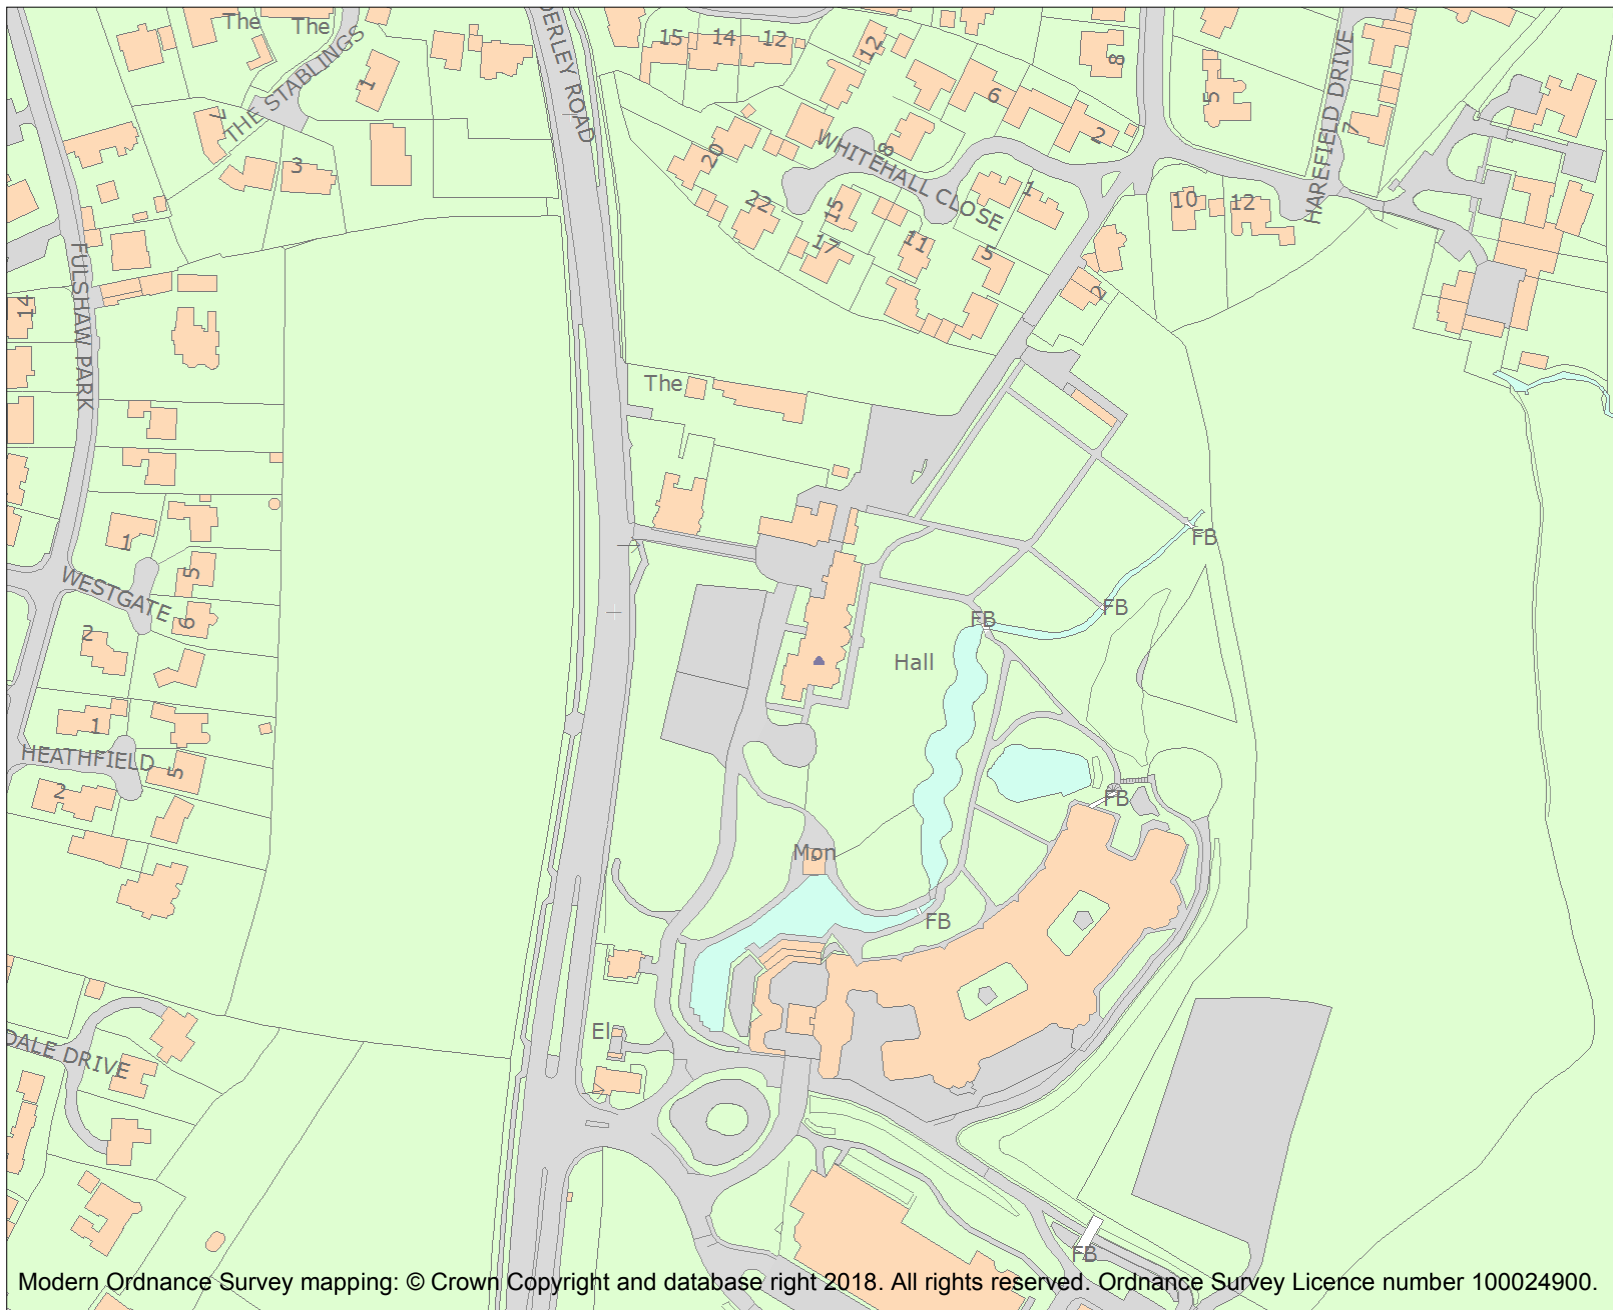 The
The
15
14
12
12
8
DERLEY ROAD
THE STABLINGS
1
7
3
6
2
5
7
HAREFIELD DRIVE
WHITEHALL CLOSE
8
20
22
15
17
11
5
1
10
12
2
FULSHAW PARK
14
The
1
5
WESTGATE
6
2
FB
FB
FB
Hall
1
HEATHFIELD
5
2
FB
Mon
FB
El
DALE DRIVE
FB
Modern Ordnance Survey mapping: © Crown Copyright and database right 2018. All rights reserved. Ordnance Survey Licence number 100024900.